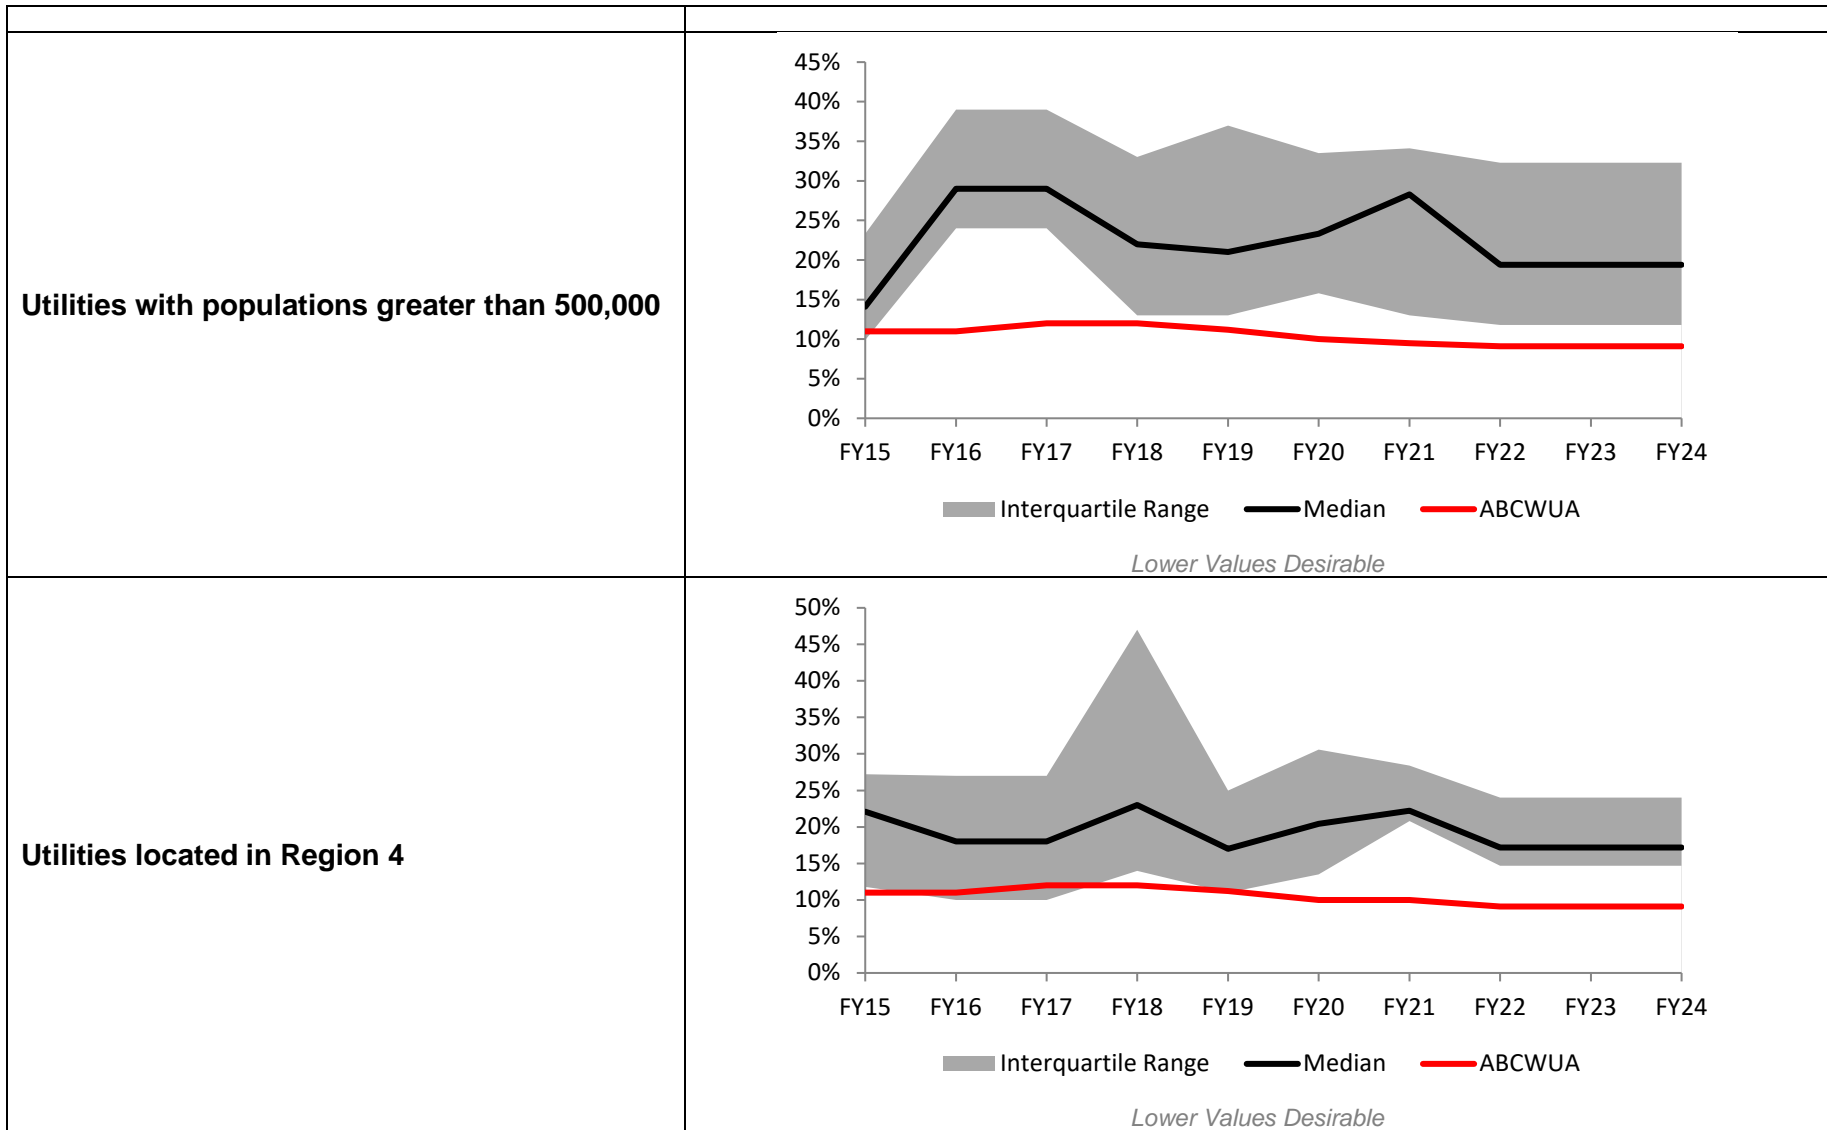 Utilities with populations greater than 500,000
45%
40%
35%
30%
25%
20%
15%
10%
5%
0%
FY15 FY16 FY17 FY18 FY19 FY20 FY21 FY22 FY23 FY24
Interquartile Range Median ABCWUA
Lower Values Desirable
Utilities located in Region 4
50%
45%
40%
35%
30%
25%
20%
15%
10%
5%
0%
FY15 FY16 FY17 FY18 FY19 FY20 FY21 FY22 FY23 FY24
Interquartile Range Median ABCWUA
Lower Values Desirable